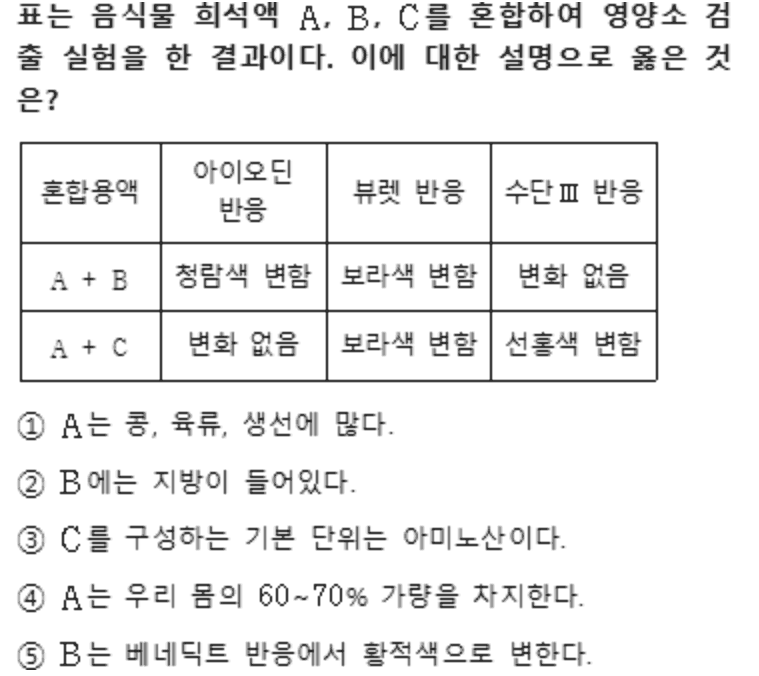 표는 음식물 희석액 A, B, C를 혼합하여 영양소 검
출 실험을 한 결과이다. 이에 대한 설명으로 옳은 것
은?
혼합용액 아이오딘 반응 뷰렛 반응 수단Ⅲ 반응
A + B 청람색 변함 보라색 변함 변화 없음
A + C 변화 없음 보라색 변함 선홍색 변함
① A는 콩, 육류, 생선에 많다.
② B에는 지방이 들어있다.
③ C를 구성하는 기본 단위는 아미노산이다.
④ A는 우리 몸의 60~70% 가량을 차지한다.
⑤ B는 베네딕트 반응에서 황적색으로 변한다.